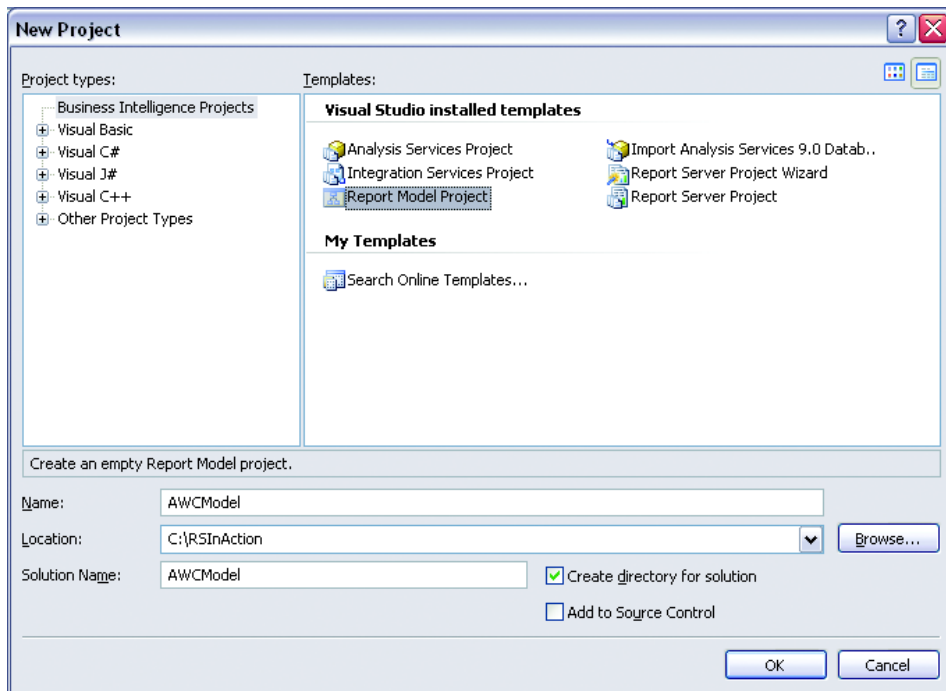 New Project
Project types:
Templates:
Business Intelligence Projects
Visual Basic
Visual C#
Visual J#
Visual C++
Other Project Types
Visual Studio installed templates
Analysis Services Project
Import Analysis Services 9.0 Datab..
Integration Services Project
Report Server Project Wizard
Report Model Project
Report Server Project
My Templates
Search Online Templates...
Create an empty Report Model project.
Name:
AWCModel
Location:
C:\RSInAction
Browse...
Solution Name:
AWCModel
Create directory for solution
Add to Source Control
OK
Cancel